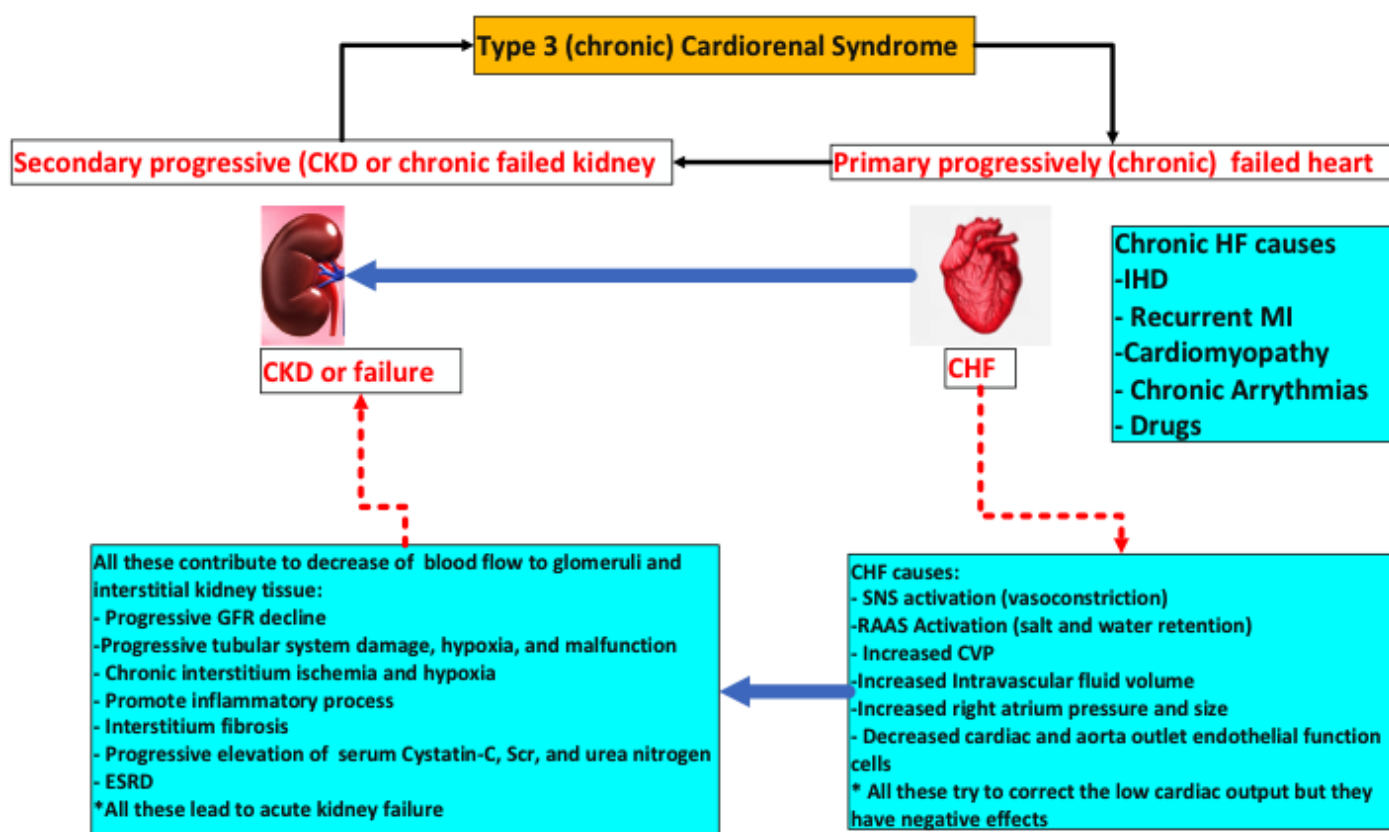 Type 3 (chronic) Cardiorenal Syndrome
Secondary progressive (CKD or chronic failed kidney
Primary progressively (chronic) failed heart
Chronic HF causes
-IHD
- Recurrent MI
-Cardiomyopathy
- Chronic Arrythmias
- Drugs
CKD or failure
CHF
All these contribute to decrease of blood flow to glomeruli and
interstitial kidney tissue:
- Progressive GFR decline
-Progressive tubular system damage, hypoxia, and malfunction
- Chronic interstitium ischemia and hypoxia
- Promote inflammatory process
- Interstitium fibrosis
- Progressive elevation of serum Cystatin-C, Scr, and urea nitrogen
- ESRD
*All these lead to acute kidney failure
CHF causes:
- SNS activation (vasoconstriction)
-RAAS Activation (salt and water retention)
- Increased CVP
-Increased Intravascular fluid volume
-Increased right atrium pressure and size
- Decreased cardiac and aorta outlet endothelial function
cells
* All these try to correct the low cardiac output but they
have negative effects